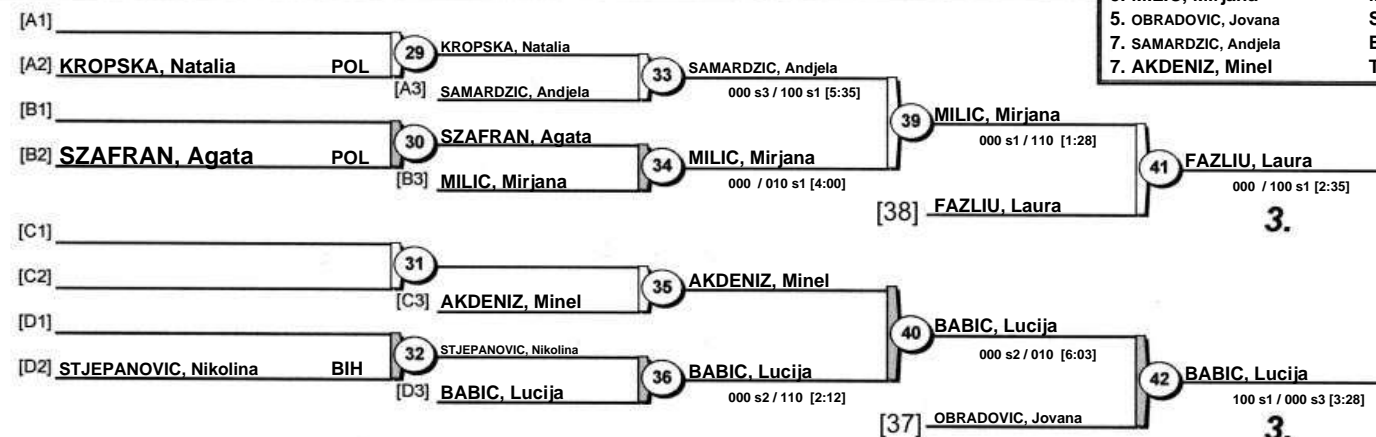 5. OBRADOVIC, Jovana
7. SAMARDZIC, Andjela
7. AKDENIZ, Minel
[A1]
[A2] KROPSKA, Natalia POL
29
KROPSKA, Natalia
[A3] SAMARDZIC, Andjela
33
SAMARDZIC, Andjela
000 s3 / 100 s1 [5:35]
[B1]
[B2] SZAFRAN, Agata POL
30
SZAFRAN, Agata
[B3] MILIC, Mirjana
34
MILIC, Mirjana
000 / 010 s1 [4:00]
39
MILIC, Mirjana
000 s1 / 110 [1:28]
[38] FAZLIU, Laura
41
FAZLIU, Laura
000 / 100 s1 [2:35]
3.
[C1]
[C2]
31
[C3] AKDENIZ, Minel
35
AKDENIZ, Minel
[D1]
[D2] STJEPANOVIC, Nikolina BIH
32
STJEPANOVIC, Nikolina
[D3] BABIC, Lucija
36
BABIC, Lucija
000 s2 / 110 [2:12]
40
BABIC, Lucija
000 s2 / 010 [6:03]
[37] OBRADOVIC, Jovana
42
BABIC, Lucija
100 s1 / 000 s3 [3:28]
3.